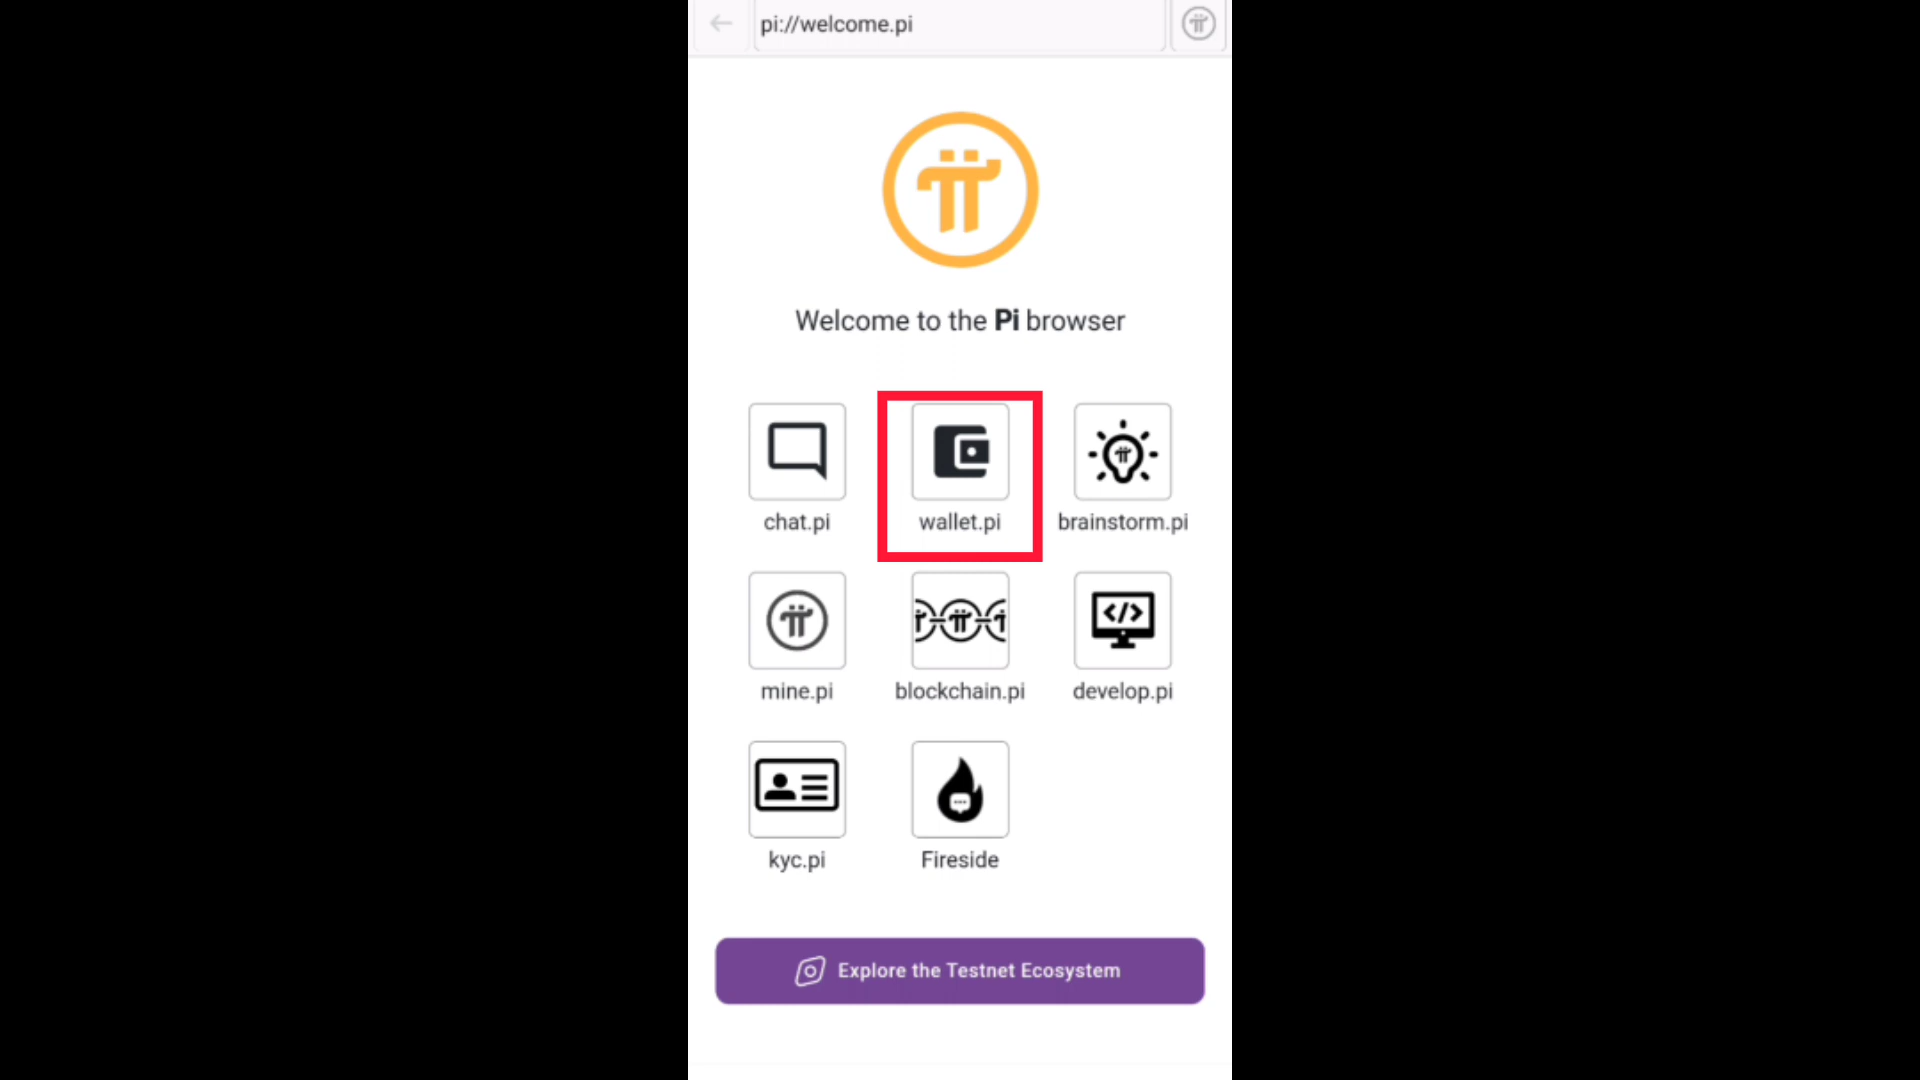 pi://welcome.pi
Welcome to the Pi browser
chat.pi
wallet.pi
brainstorm.pi
mine.pi
blockchain.pi
develop.pi
kyc.pi
Fireside
Explore the Testnet Ecosystem